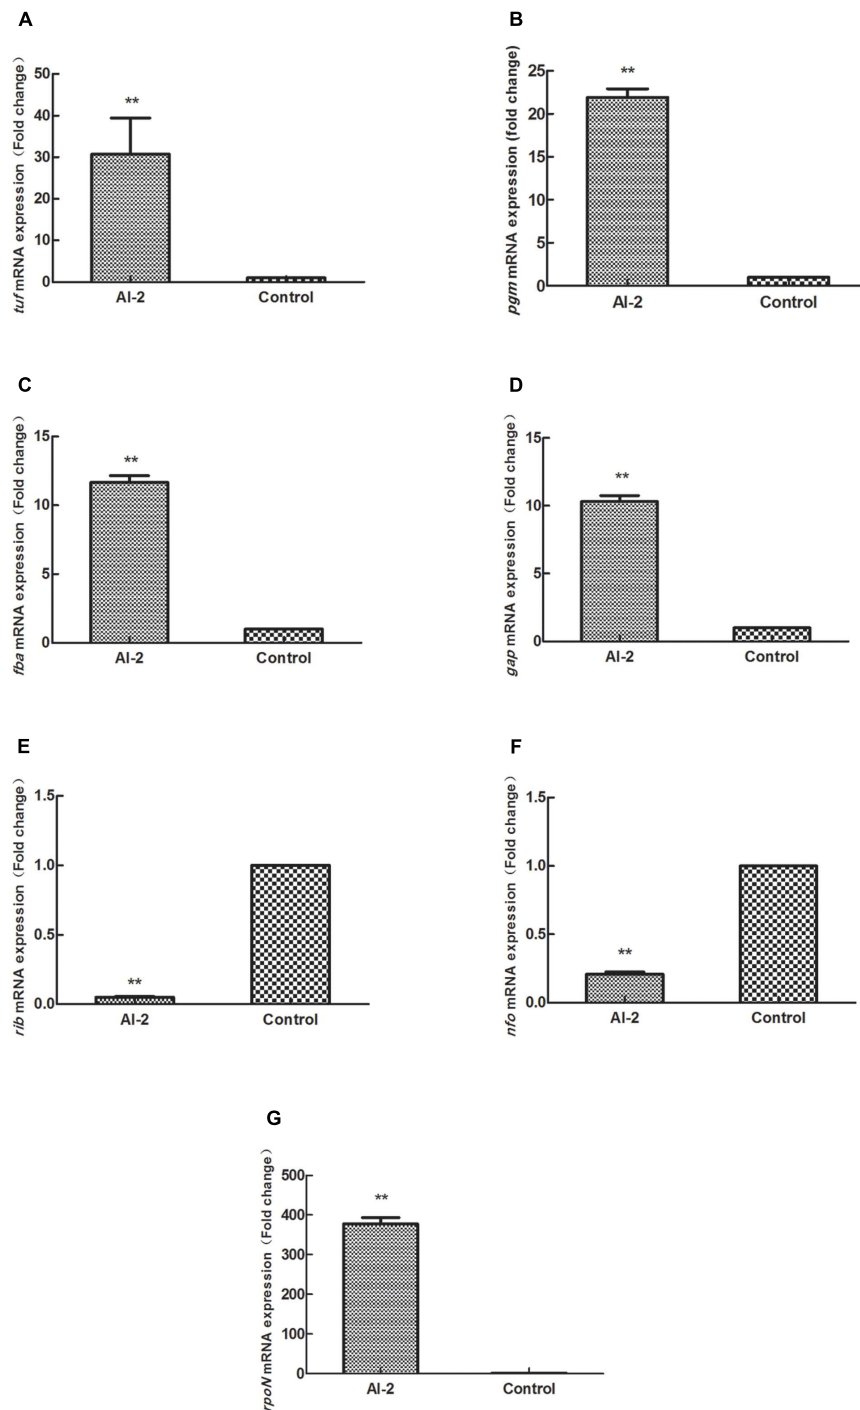 A
B
tuf mRNA expression（Fold change）
50
40
30
20
10
0
**
AI-2
Control
pgm mRNA expression (fold change)
25
20
15
10
5
0
**
AI-2
Control
C
D
fba mRNA expression（Fold change）
15
10
5
0
**
AI-2
Control
gap mRNA expression（Fold change）
15
10
5
0
**
AI-2
Control
E
F
rib mRNA expression（Fold change）
1.5
1.0
0.5
0.0
**
AI-2
Control
nfo mRNA expression（Fold change）
1.5
1.0
0.5
0.0
**
AI-2
Control
G
rpoN mRNA expression（Fold change）
500
400
300
200
100
0
**
AI-2
Control